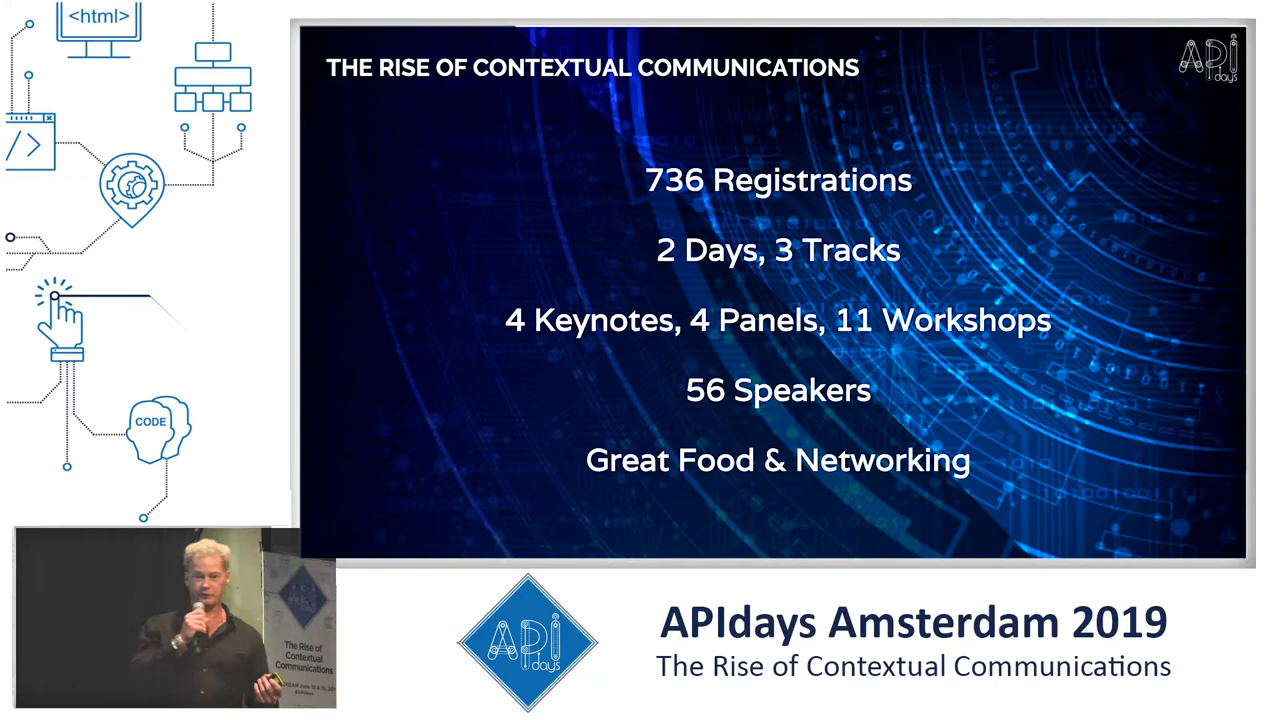 <html>
</>
CODE
THE RISE OF CONTEXTUAL COMMUNICATIONS
API
days
736 Registrations
2 Days, 3 Tracks
4 Keynotes, 4 Panels, 11 Workshops
56 Speakers
Great Food & Networking
The Rise of
Contextual
Communications
API
days
APIdays Amsterdam 2019
The Rise of Contextual Communications